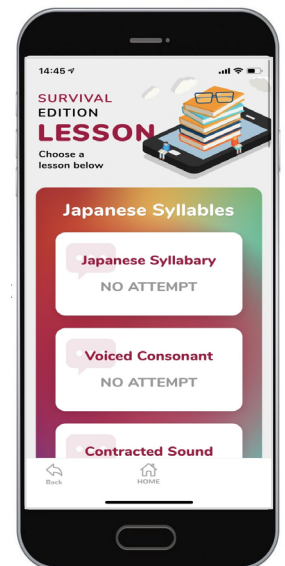 14:45
SURVIVAL
EDITION
LESSON
Choose a
lesson below
Japanese Syllables
Japanese Syllabary
NO ATTEMPT
Voiced Consonant
NO ATTEMPT
Contracted Sound
Back
HOME